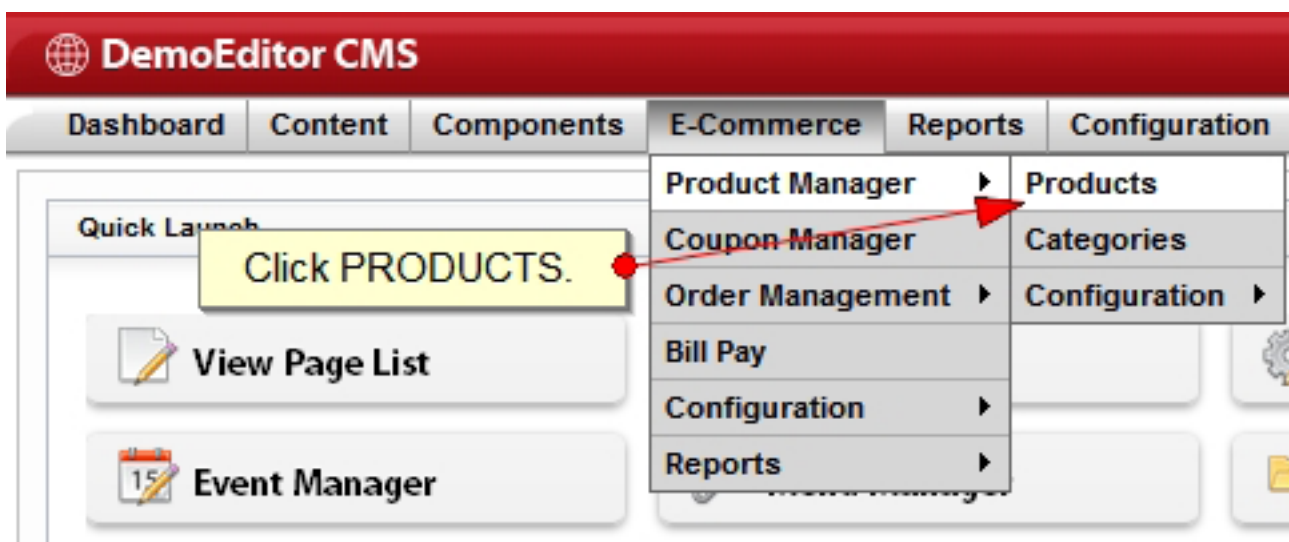 DemoEditor CMS
Dashboard Content Components E-Commerce Reports Configuration
Product Manager Products
Quick Launch
Coupon Manager Categories
Click PRODUCTS.
Order Management Configuration
View Page List
Bill Pay
Configuration
Reports
15
Event Manager